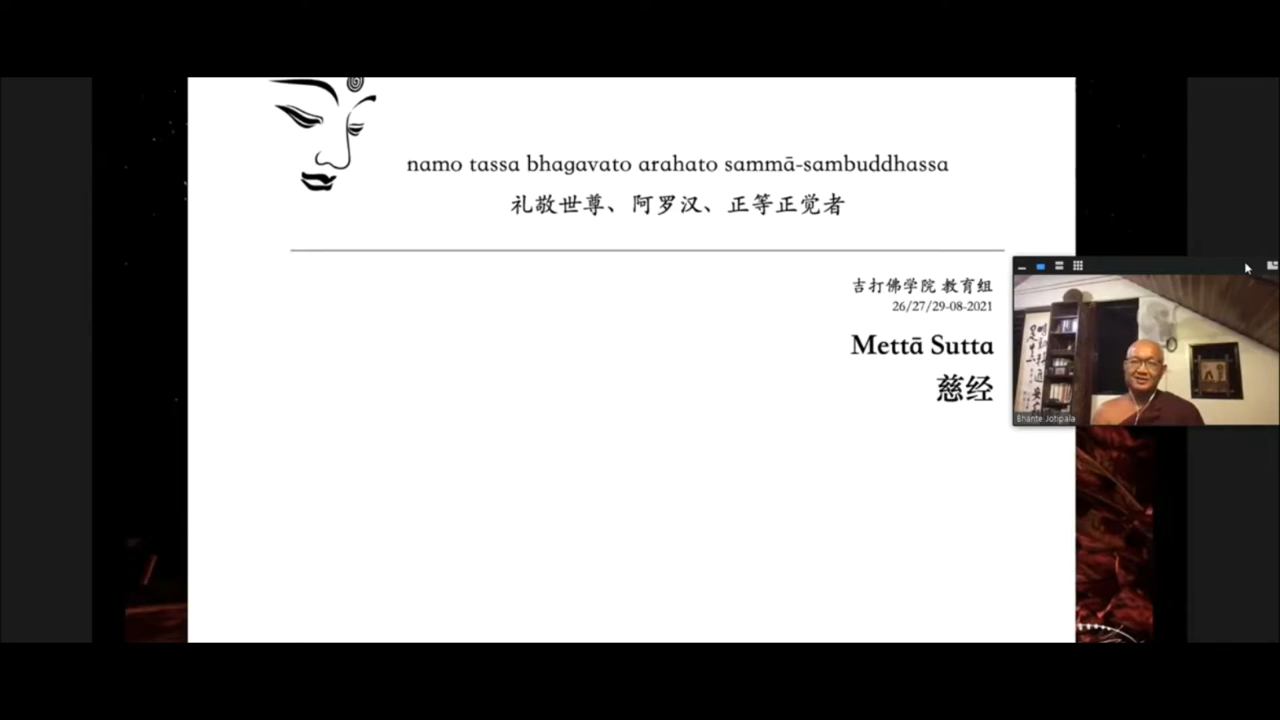 namo tassa bhagavato arahato sammā-sambuddhassa
礼敬世尊、阿罗汉、正等正觉者
吉打佛学院 教育组
26/27/29-08-2021
Mettā Sutta
慈经
Bhante Jotipala